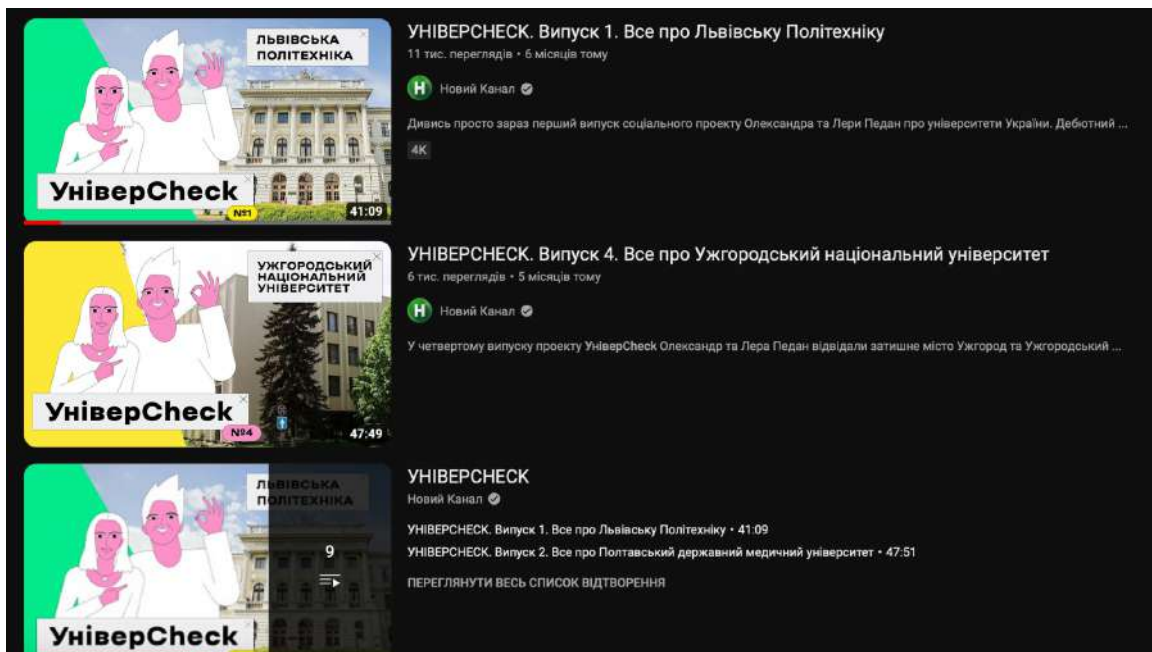 ЛЬВІВСЬКА
ПОЛІТЕХНІКА
УніверCheck
№1
41:09
УНІВЕРCHECK. Випуск 1. Все про Львівську Політехніку
11 тис. переглядів • 6 місяців тому
Н Новий Канал
Дивись просто зараз перший випуск соціального проекту Олександра та Лери Педан про університети України. Дебютний ...
4K
УЖГОРОДСЬКИЙ
НАЦІОНАЛЬНИЙ
УНІВЕРСИТЕТ
УніверCheck
№4
47:49
УНІВЕРCHECK. Випуск 4. Все про Ужгородський національний університет
6 тис. переглядів • 5 місяців тому
Н Новий Канал
У четвертому випуску проекту УніверCheck Олександр та Лера Педан відвідали затишне місто Ужгород та Ужгородський ...
ЛЬВІВСЬКА
ПОЛІТЕХНІКА
9
УніверCheck
УНІВЕРCHECK
Новий Канал
УНІВЕРCHECK. Випуск 1. Все про Львівську Політехніку • 41:09
УНІВЕРCHECK. Випуск 2. Все про Полтавський державний медичний університет • 47:51
ПЕРЕГЛЯНУТИ ВЕСЬ СПИСОК ВІДТВОРЕННЯ